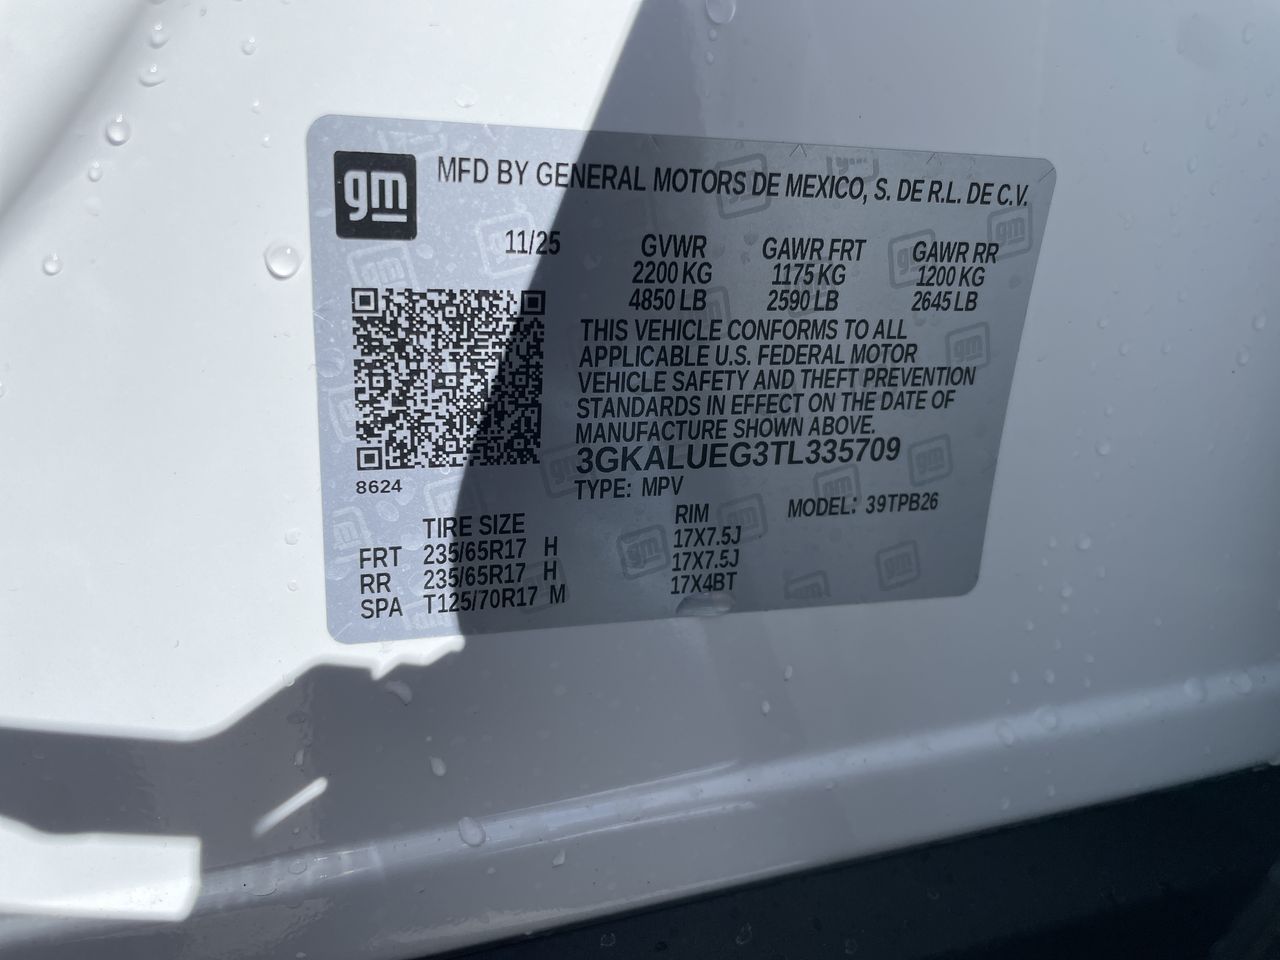 gm
MFD BY GENERAL MOTORS DE MEXICO, S. DE R.L. DE C.V.
11/25 GVWR GAWR FRT GAWR RR
2200 KG 1175 KG 1200 KG
4850 LB 2590 LB 2645 LB
THIS VEHICLE CONFORMS TO ALL
APPLICABLE U.S. FEDERAL MOTOR
VEHICLE SAFETY AND THEFT PREVENTION
STANDARDS IN EFFECT ON THE DATE OF
MANUFACTURE SHOWN ABOVE.
3GKALUEG3TL335709
8624
TYPE: MPV
MODEL: 39TPB26
TIRE SIZE RIM
FRT 235/65R17 H 17X7.5J
RR 235/65R17 H 17X7.5J
SPA T125/70R17 M 17X4BT